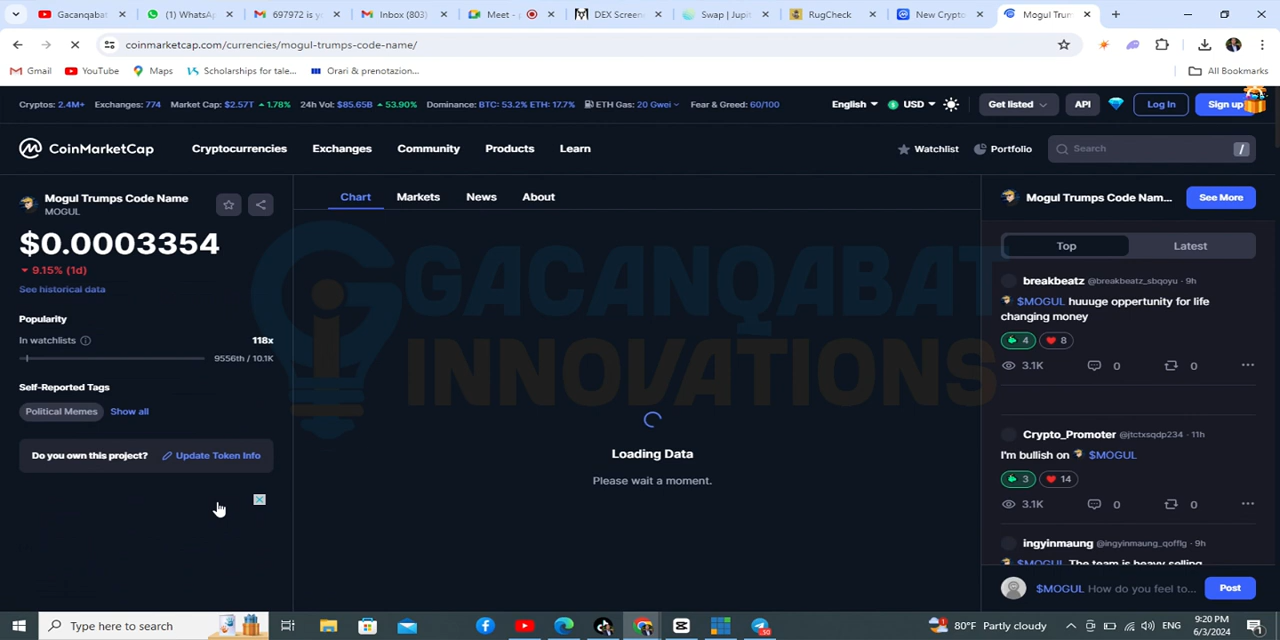 Gacanqabat
(1) WhatsA
697972 is y
Inbox (803)
Meet -
DEX Screen
Swap | Jupit
RugCheck
New Crypto
Mogul Trum
coinmarketcap.com/currencies/mogul-trumps-code-name/
Gmail
YouTube
Maps
Scholarships for tale...
Orari & prenotazion...
All Bookmarks
Cryptos: 2.4M+ Exchanges: 774 Market Cap: $2.57T 1.78% 24h Vol: $85.65B 53.90% Dominance: BTC: 53.2% ETH: 17.7% ETH Gas: 20 Gwei Fear & Greed: 60/100
English USD Get listed API Log In Sign up
CoinMarketCap
Cryptocurrencies Exchanges Community Products Learn
Watchlist Portfolio Search /
Mogul Trumps Code Name
MOGUL
$0.0003354
9.15% (1d)
See historical data
Popularity
In watchlists 118x
9556th / 10.1K
Self-Reported Tags
Political Memes Show all
Do you own this project? Update Token Info
Chart Markets News About
GACANQABAT
INNOVATIONS
Loading Data
Please wait a moment.
Mogul Trumps Code Nam...
See More
Top Latest
breakbeatz @breakbeatz_sbqoyu · 9h
$MOGUL huuuge oppertunity for life
changing money
4 8
3.1K 0 0
Crypto_Promoter @jtctxsqdp234 · 11h
I'm bullish on $MOGUL
3 14
3.1K 0 0
ingyinmaung @ingyinmaung_qofflg · 9h
$MOGUL The team is heavy selling
$MOGUL How do you feel to...
Post
Type here to search
80°F Partly cloudy
ENG
9:20 PM
6/3/2024